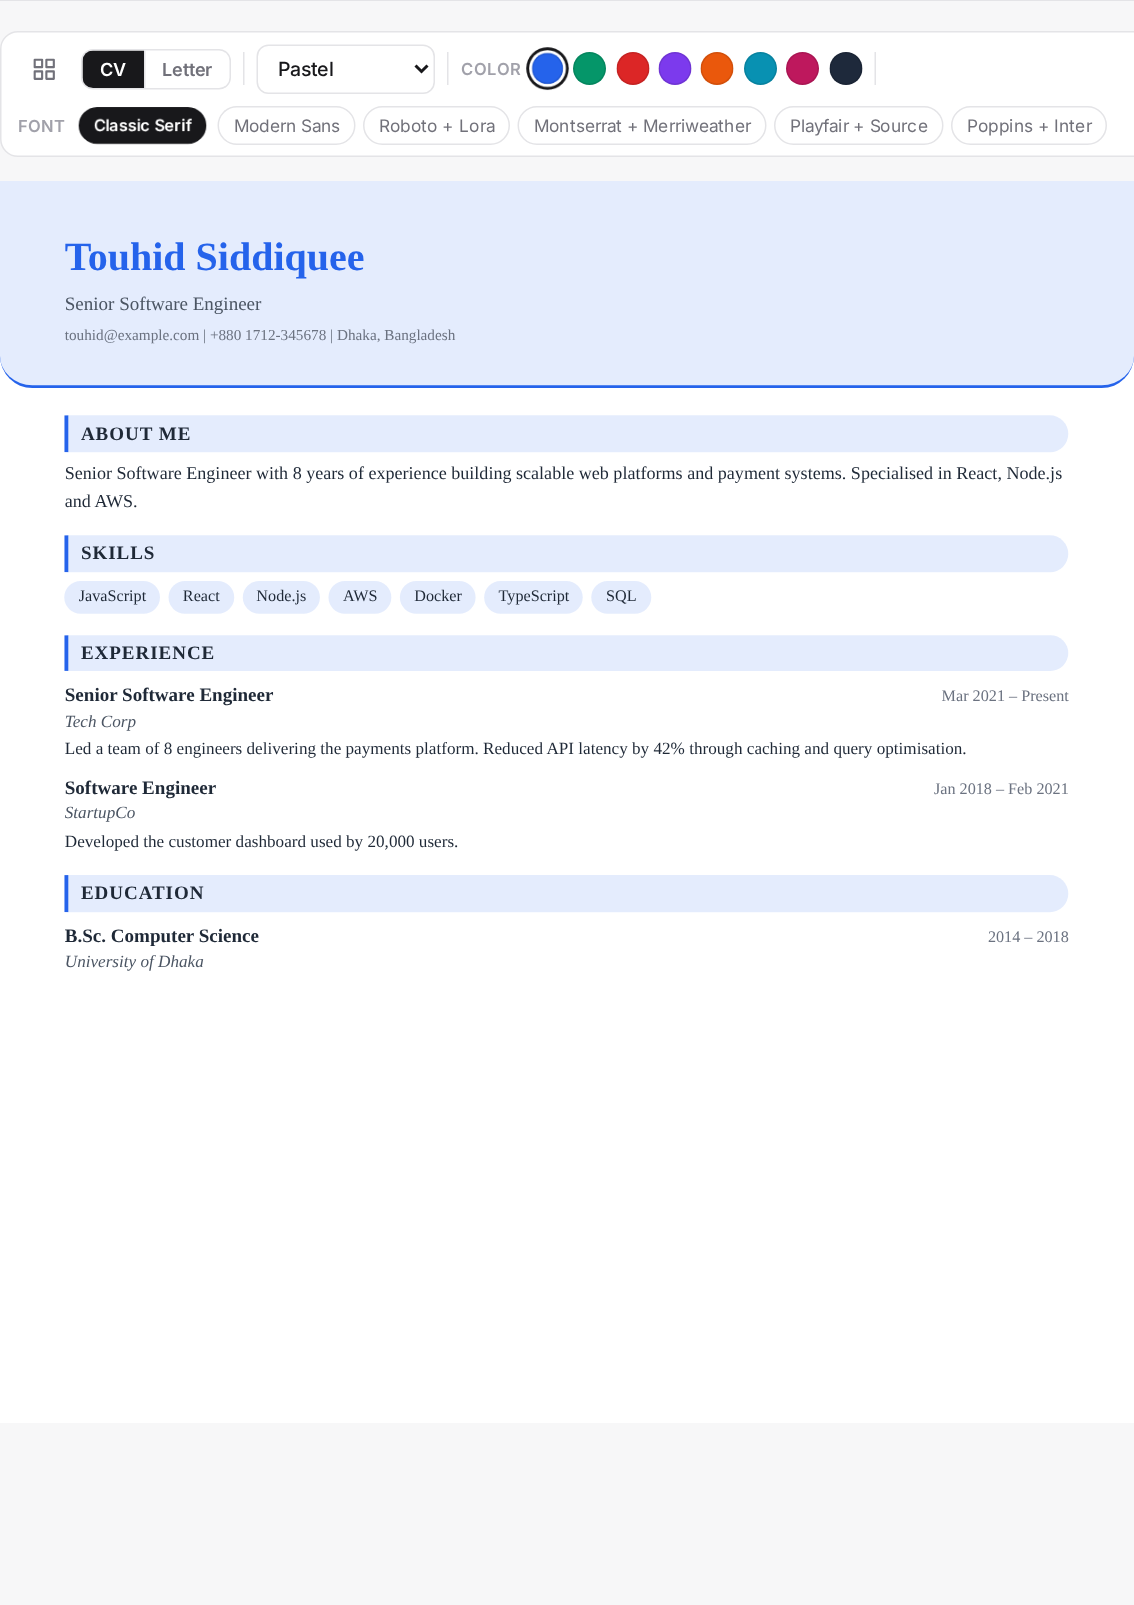 CV Letter Pastel COLOR
FONT Classic Serif Modern Sans Roboto + Lora Montserrat + Merriweather Playfair + Source Poppins + Inter
Touhid Siddiquee
Senior Software Engineer
touhid@example.com | +880 1712-345678 | Dhaka, Bangladesh
ABOUT ME
Senior Software Engineer with 8 years of experience building scalable web platforms and payment systems. Specialised in React, Node.js
and AWS.
SKILLS
JavaScript React Node.js AWS Docker TypeScript SQL
EXPERIENCE
Senior Software Engineer Mar 2021 – Present
Tech Corp
Led a team of 8 engineers delivering the payments platform. Reduced API latency by 42% through caching and query optimisation.
Software Engineer Jan 2018 – Feb 2021
StartupCo
Developed the customer dashboard used by 20,000 users.
EDUCATION
B.Sc. Computer Science 2014 – 2018
University of Dhaka